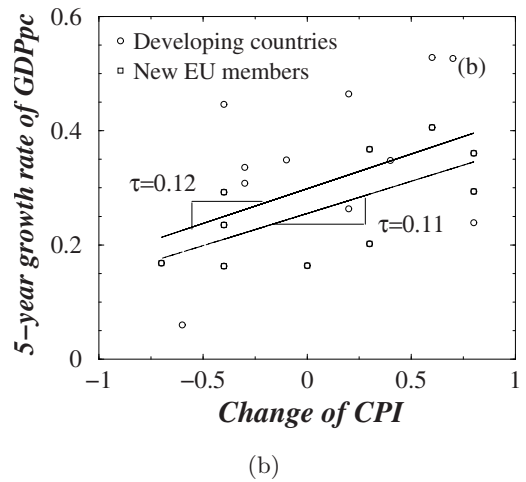 0.6
Developing countries
New EU members
(b)
0.4
τ=0.12
τ=0.11
0.2
0
5−year growth rate of GDPpc
−1
−0.5
0
0.5
1
Change of CPI
(b)